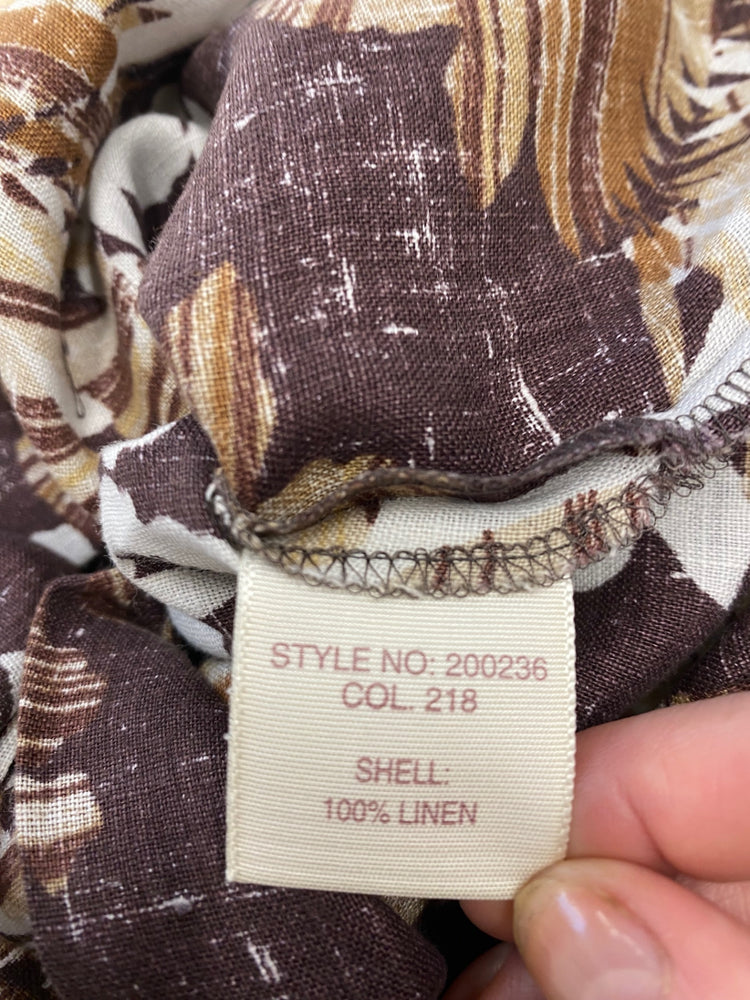 STYLE NO: 200236
COL. 218
SHELL:
100% LINEN